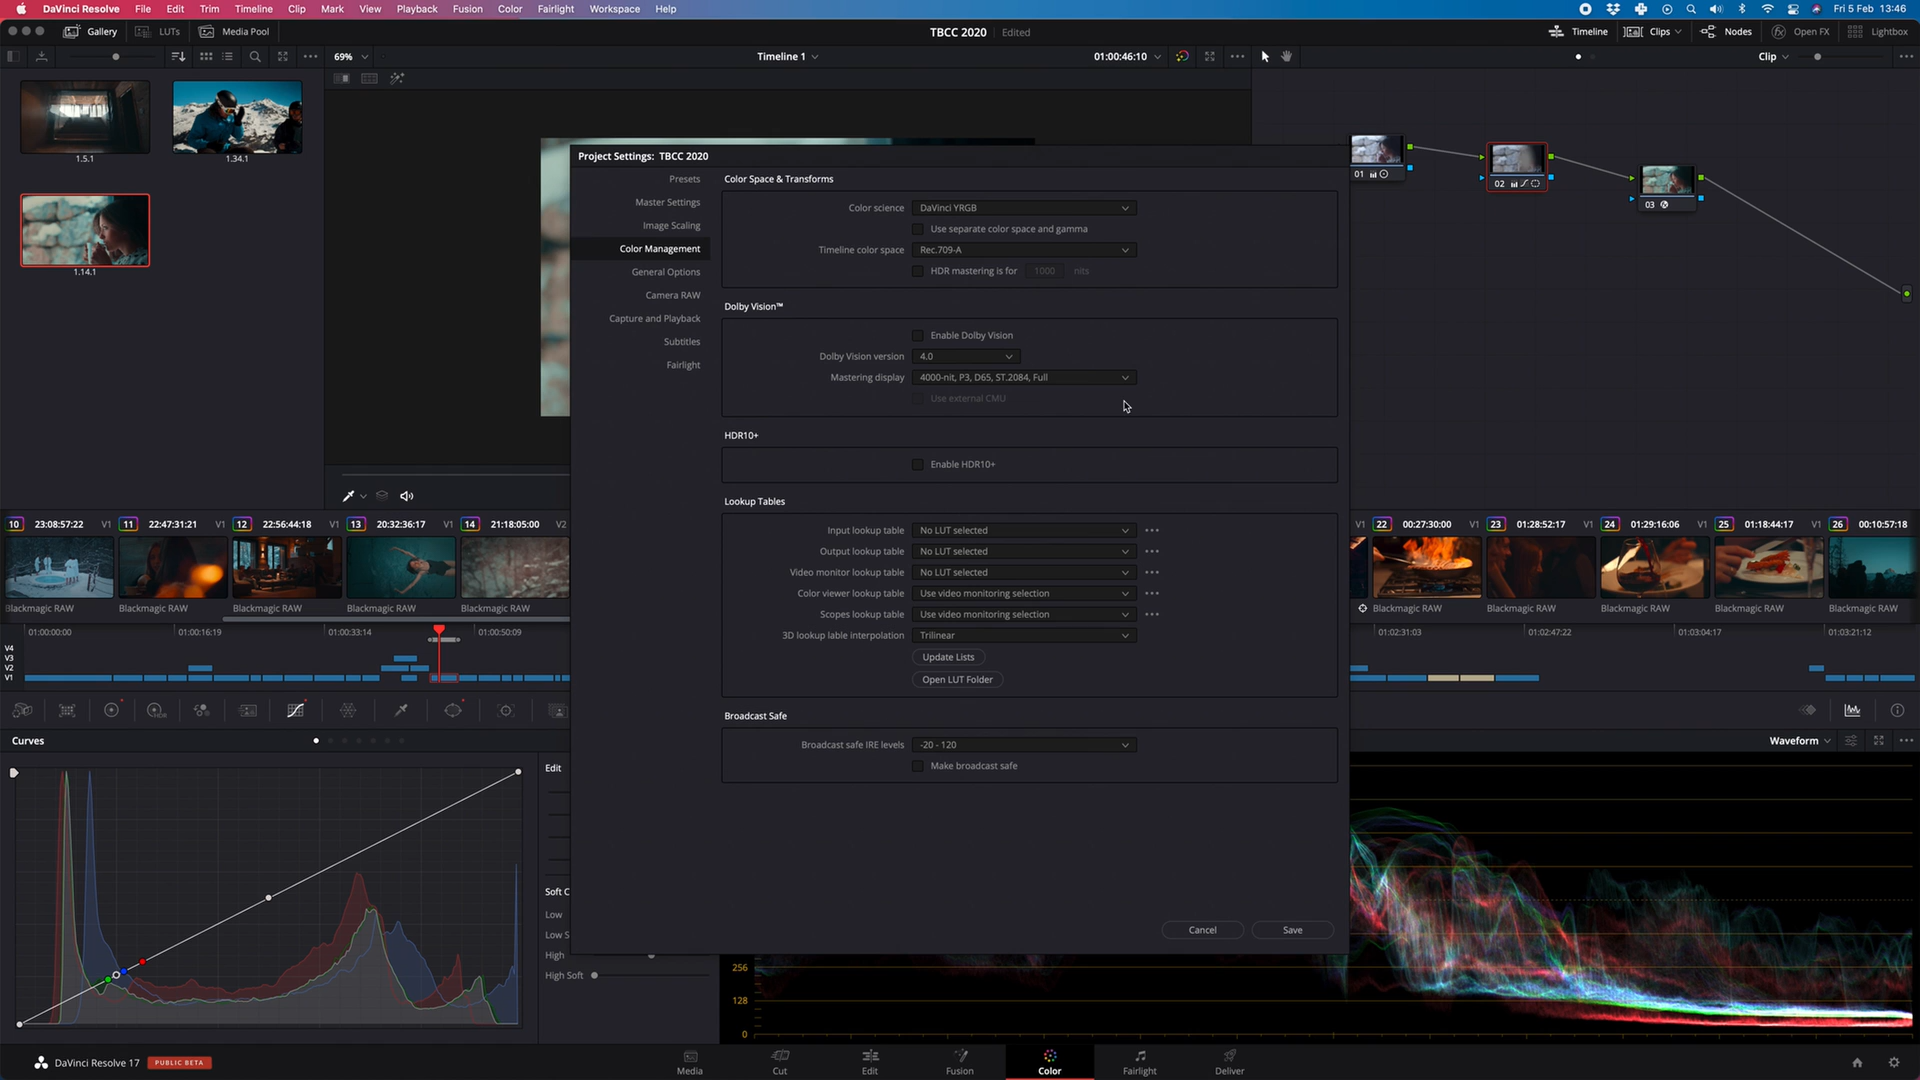 DaVinci Resolve File Edit Trim Timeline Clip Mark View Playback Fusion Color Fairlight Workspace Help Fri 5 Feb 13:46
Gallery LUTs Media Pool TBCC 2020 Edited Timeline Clips Nodes Open FX Lightbox
69% Timeline 1 01:00:46:10 Clip
1.5.1 1.34.1
1.14.1
01 02 03
Project Settings: TBCC 2020
Presets
Master Settings
Image Scaling
Color Management
General Options
Camera RAW
Capture and Playback
Subtitles
Fairlight
Color Space & Transforms
Color science DaVinci YRGB
Use separate color space and gamma
Timeline color space Rec.709-A
HDR mastering is for 1000 nits
Dolby Vision™
Enable Dolby Vision
Dolby Vision version 4.0
Mastering display 4000-nit, P3, D65, ST.2084, Full
Use external CMU
HDR10+
Enable HDR10+
Lookup Tables
Input lookup table No LUT selected
Output lookup table No LUT selected
Video monitor lookup table No LUT selected
Color viewer lookup table Use video monitoring selection
Scopes lookup table Use video monitoring selection
3D lookup table interpolation Trilinear
Update Lists
Open LUT Folder
Broadcast Safe
Broadcast safe IRE levels -20 - 120
Make broadcast safe
Cancel Save
10 23:08:57:22 V1 11 22:47:31:21 V1 12 22:56:44:18 V1 13 20:32:36:17 V1 14 21:18:05:00 V2
V1 22 00:27:30:00 V1 23 01:28:52:17 V1 24 01:29:16:06 V1 25 01:18:44:17 V1 26 00:10:57:18
Blackmagic RAW Blackmagic RAW Blackmagic RAW Blackmagic RAW Blackmagic RAW
Blackmagic RAW Blackmagic RAW Blackmagic RAW Blackmagic RAW Blackmagic RAW
01:00:00:00 01:00:16:19 01:00:33:14 01:00:50:09
01:02:31:03 01:02:47:22 01:03:04:17 01:03:21:12
V4
V3
V2
V1
HDR
Curves
Waveform
Edit
Soft C
Low
Low S
High
High Soft
256
128
0
DaVinci Resolve 17 PUBLIC BETA
Media Cut Edit Fusion Color Fairlight Deliver